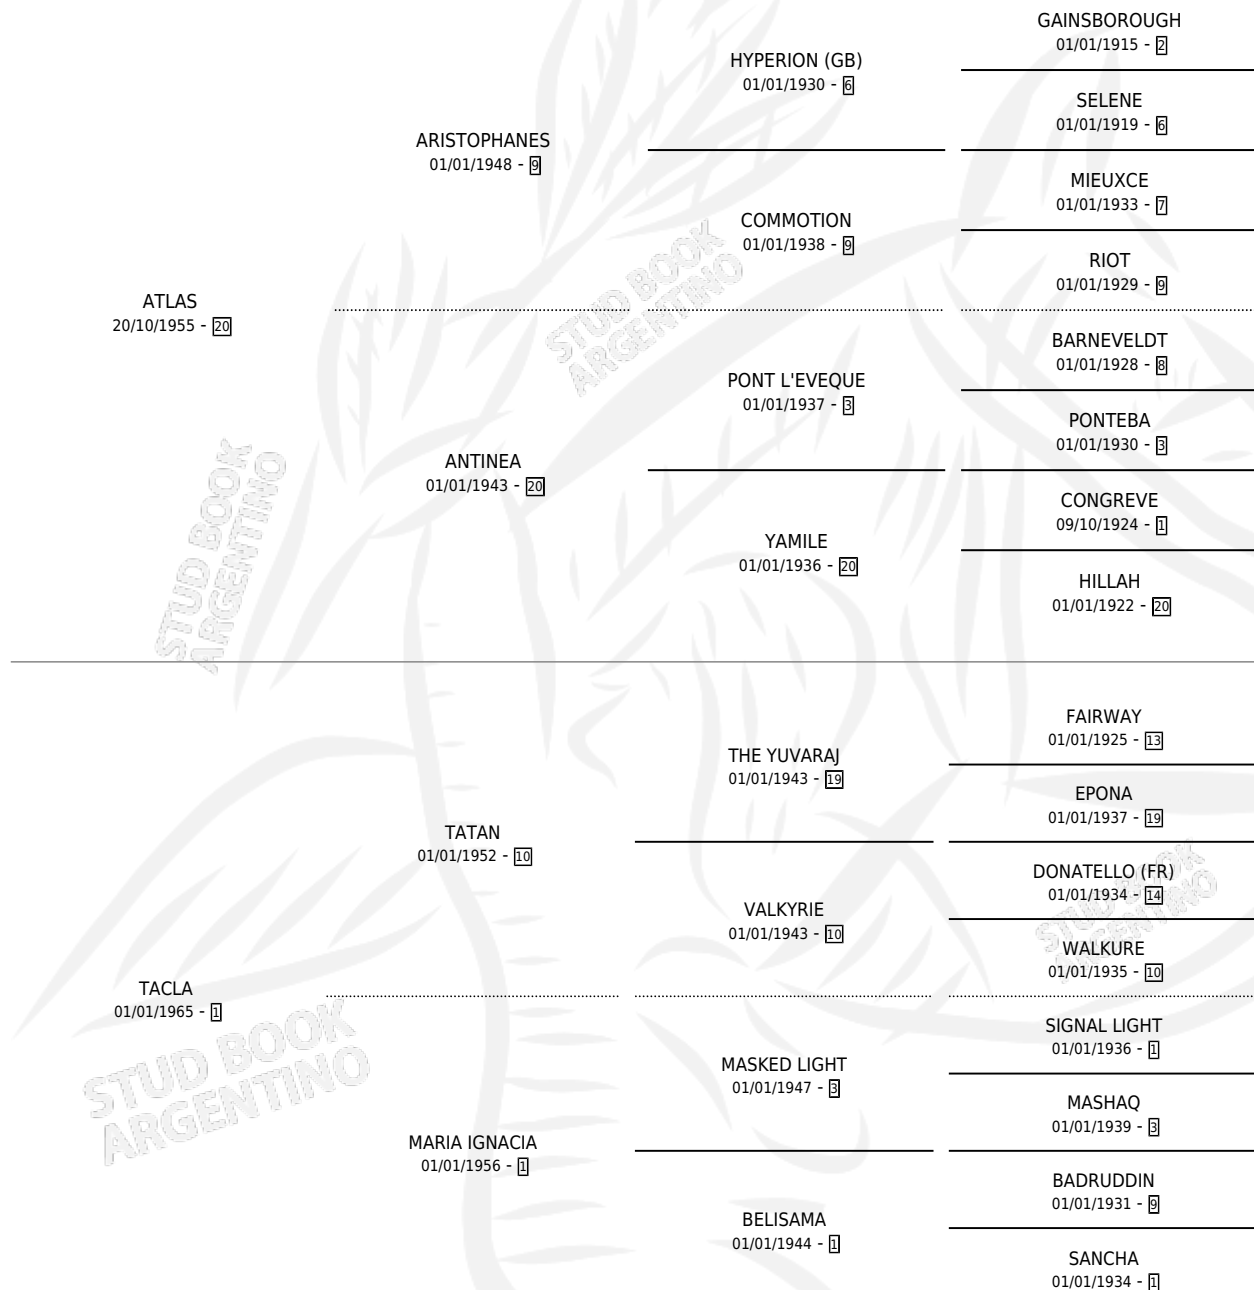 GAINSBOROUGH
01/01/1915 - 2
HYPERION (GB)
01/01/1930 - 6
SELENE
01/01/1919 - 6
ARISTOPHANES
01/01/1948 - 9
MIEUXCE
01/01/1933 - 7
COMMOTION
01/01/1938 - 9
RIOT
01/01/1929 - 9
ATLAS
20/10/1955 - 20
BARNEVELDT
01/01/1928 - 8
PONT L'EVEQUE
01/01/1937 - 3
PONTEBA
01/01/1930 - 3
ANTINEA
01/01/1943 - 20
CONGREVE
09/10/1924 - 1
YAMILE
01/01/1936 - 20
HILLAH
01/01/1922 - 20
FAIRWAY
01/01/1925 - 13
THE YUVARAJ
01/01/1943 - 19
EPONA
01/01/1937 - 19
TATAN
01/01/1952 - 10
DONATELLO (FR)
01/01/1934 - 14
VALKYRIE
01/01/1943 - 10
WALKURE
01/01/1935 - 10
TACLA
01/01/1965 - 1
SIGNAL LIGHT
01/01/1936 - 1
MASKED LIGHT
01/01/1947 - 3
MASHAQ
01/01/1939 - 3
MARIA IGNACIA
01/01/1956 - 1
BADRUDDIN
01/01/1931 - 9
BELISAMA
01/01/1944 - 1
SANCHA
01/01/1934 - 1
STUD BOOK
ARGENTINO
STUD BOOK
ARGENTINO
STUD BOOK
ARGENTINO
STUD BOOK
ARGENTINO